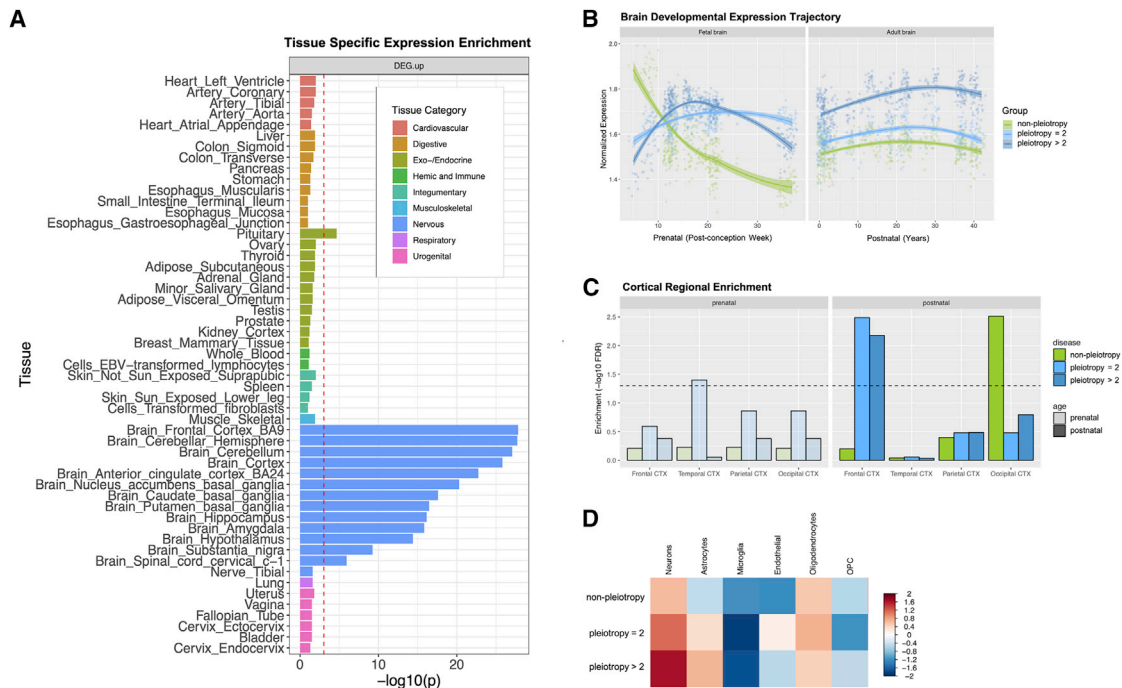 A
Tissue Specific Expression Enrichment
DEG.up
Tissue
Heart_Left_Ventricle
Artery_Coronary
Artery_Tibial
Artery_Aorta
Heart_Atrial_Appendage
Liver
Colon_Sigmoid
Colon_Transverse
Pancreas
Stomach
Esophagus_Muscularis
Small_Intestine_Terminal_Ileum
Esophagus_Mucosa
Esophagus_Gastroesophageal_Junction
Pituitary
Ovary
Thyroid
Adipose_Subcutaneous
Adrenal_Gland
Minor_Salivary_Gland
Adipose_Visceral_Omentum
Testis
Prostate
Kidney_Cortex
Breast_Mammary_Tissue
Whole_Blood
Cells_EBV−transformed_lymphocytes
Skin_Not_Sun_Exposed_Suprapubic
Spleen
Skin_Sun_Exposed_Lower_leg
Cells_Transformed_fibroblasts
Muscle_Skeletal
Brain_Frontal_Cortex_BA9
Brain_Cerebellar_Hemisphere
Brain_Cerebellum
Brain_Cortex
Brain_Anterior_cingulate_cortex_BA24
Brain_Nucleus_accumbens_basal_ganglia
Brain_Caudate_basal_ganglia
Brain_Putamen_basal_ganglia
Brain_Hippocampus
Brain_Amygdala
Brain_Hypothalamus
Brain_Substantia_nigra
Brain_Spinal_cord_cervical_c−1
Nerve_Tibial
Lung
Uterus
Vagina
Fallopian_Tube
Cervix_Ectocervix
Bladder
Cervix_Endocervix
0 10 20
−log10(p)
Tissue Category
Cardiovascular
Digestive
Exo−/Endocrine
Hemic and Immune
Integumentary
Musculoskeletal
Nervous
Respiratory
Urogenital
B
Brain Developmental Expression Trajectory
Fetal brain Adult brain
Normalized Expression
2.0
1.8
1.6
1.4
10 20 30 0 10 20 30 40
Prenatal (Post-conception Week) Postnatal (Years)
Group
non-pleiotropy
pleiotropy = 2
pleiotropy > 2
C
Cortical Regional Enrichment
prenatal postnatal
Enrichment (−log10 FDR)
2.5
2.0
1.5
1.0
0.5
0.0
Frontal CTX Temporal CTX Parietal CTX Occipital CTX Frontal CTX Temporal CTX Parietal CTX Occipital CTX
disease
non-pleiotropy
pleiotropy = 2
pleiotropy > 2
age
prenatal
postnatal
D
Neurons Astrocytes Microglia Endothelial Oligodendrocytes OPC
non-pleiotropy
pleiotropy = 2
pleiotropy > 2
2
1.6
1.2
0.8
0.4
0
−0.4
−0.8
−1.2
−1.6
−2